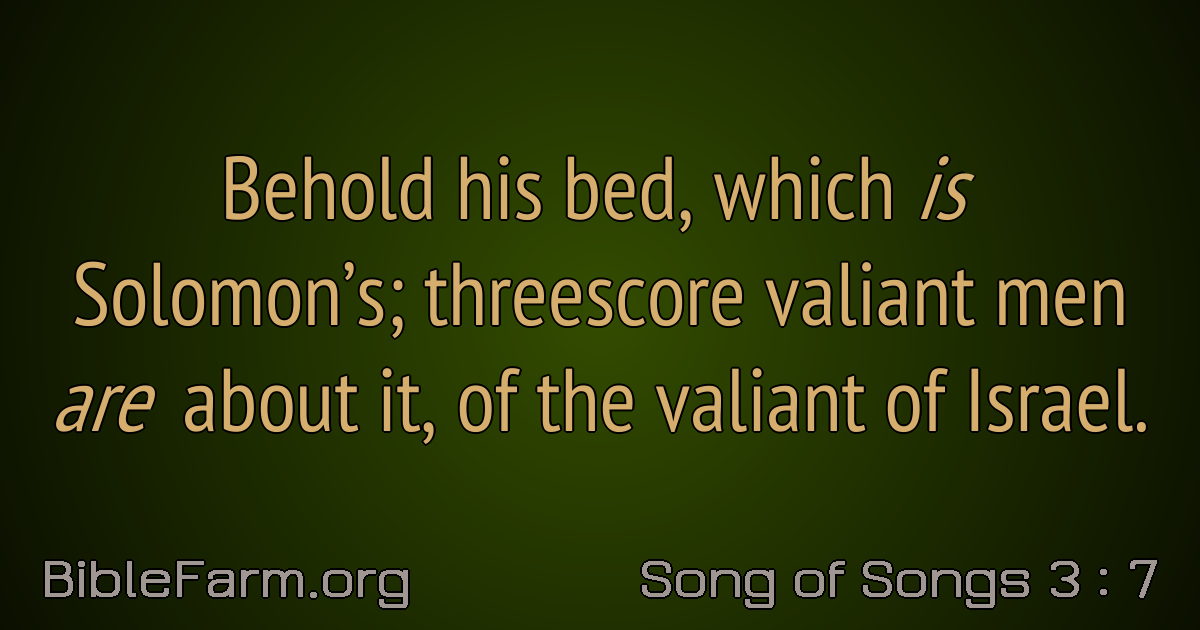 Behold his bed, which is
Solomon’s; threescore valiant men
are about it, of the valiant of Israel.
BibleFarm.org
Song of Songs 3 : 7